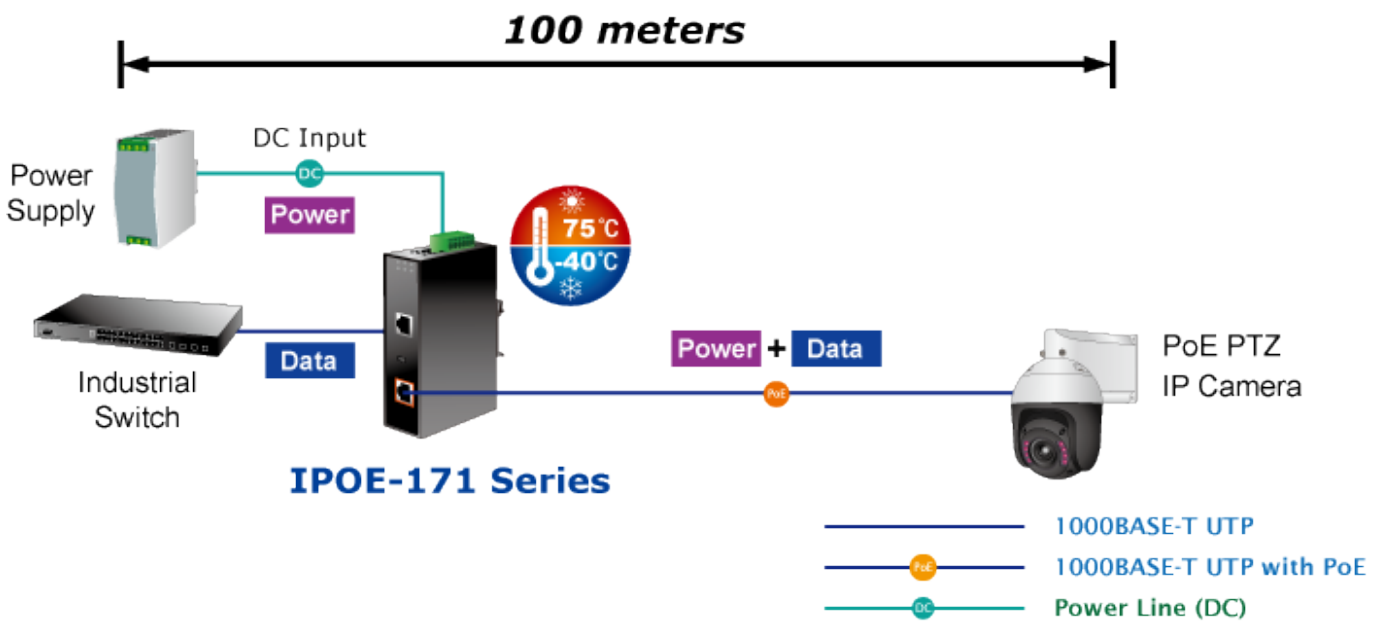 100 meters
DC Input
DC
Power
Supply
Power
75°C
-40°C
Data
Industrial
Switch
Power + Data
PoE
PoE PTZ
IP Camera
IPOE-171 Series
1000BASE-T UTP
PoE
1000BASE-T UTP with PoE
DC
Power Line (DC)